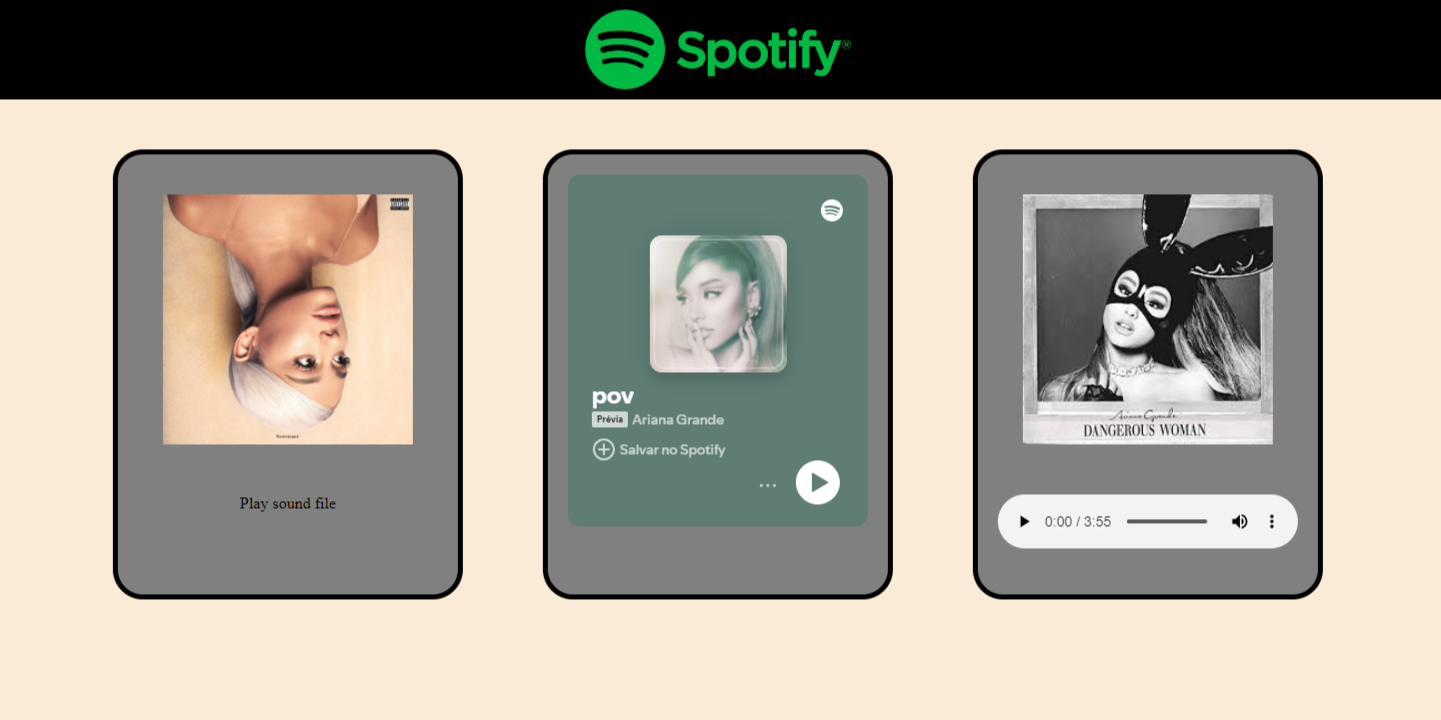 Spotify®
Play sound file
pov
Prévia Ariana Grande
Salvar no Spotify
Ariana Grande
DANGEROUS WOMAN
0:00 / 3:55